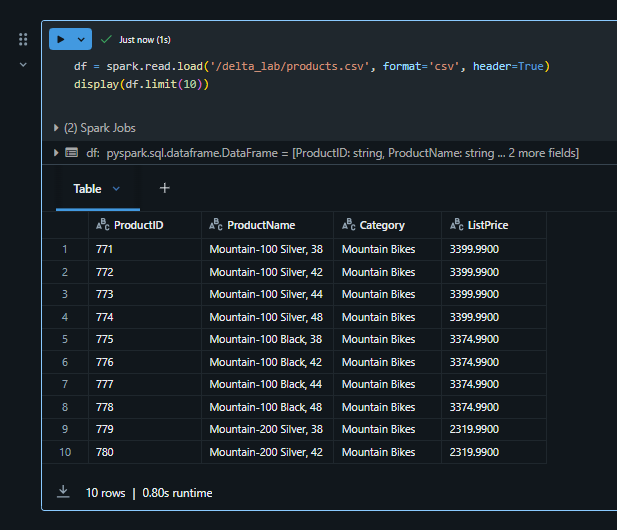 Just now (1s)
df = spark.read.load('/delta_lab/products.csv', format='csv', header=True)
display(df.limit(10))
(2) Spark Jobs
df: pyspark.sql.dataframe.DataFrame = [ProductID: string, ProductName: string ... 2 more fields]
Table
ABC ProductID ABC ProductName ABC Category ABC ListPrice
1 771 Mountain-100 Silver, 38 Mountain Bikes 3399.9900
2 772 Mountain-100 Silver, 42 Mountain Bikes 3399.9900
3 773 Mountain-100 Silver, 44 Mountain Bikes 3399.9900
4 774 Mountain-100 Silver, 48 Mountain Bikes 3399.9900
5 775 Mountain-100 Black, 38 Mountain Bikes 3374.9900
6 776 Mountain-100 Black, 42 Mountain Bikes 3374.9900
7 777 Mountain-100 Black, 44 Mountain Bikes 3374.9900
8 778 Mountain-100 Black, 48 Mountain Bikes 3374.9900
9 779 Mountain-200 Silver, 38 Mountain Bikes 2319.9900
10 780 Mountain-200 Silver, 42 Mountain Bikes 2319.9900
10 rows | 0.80s runtime